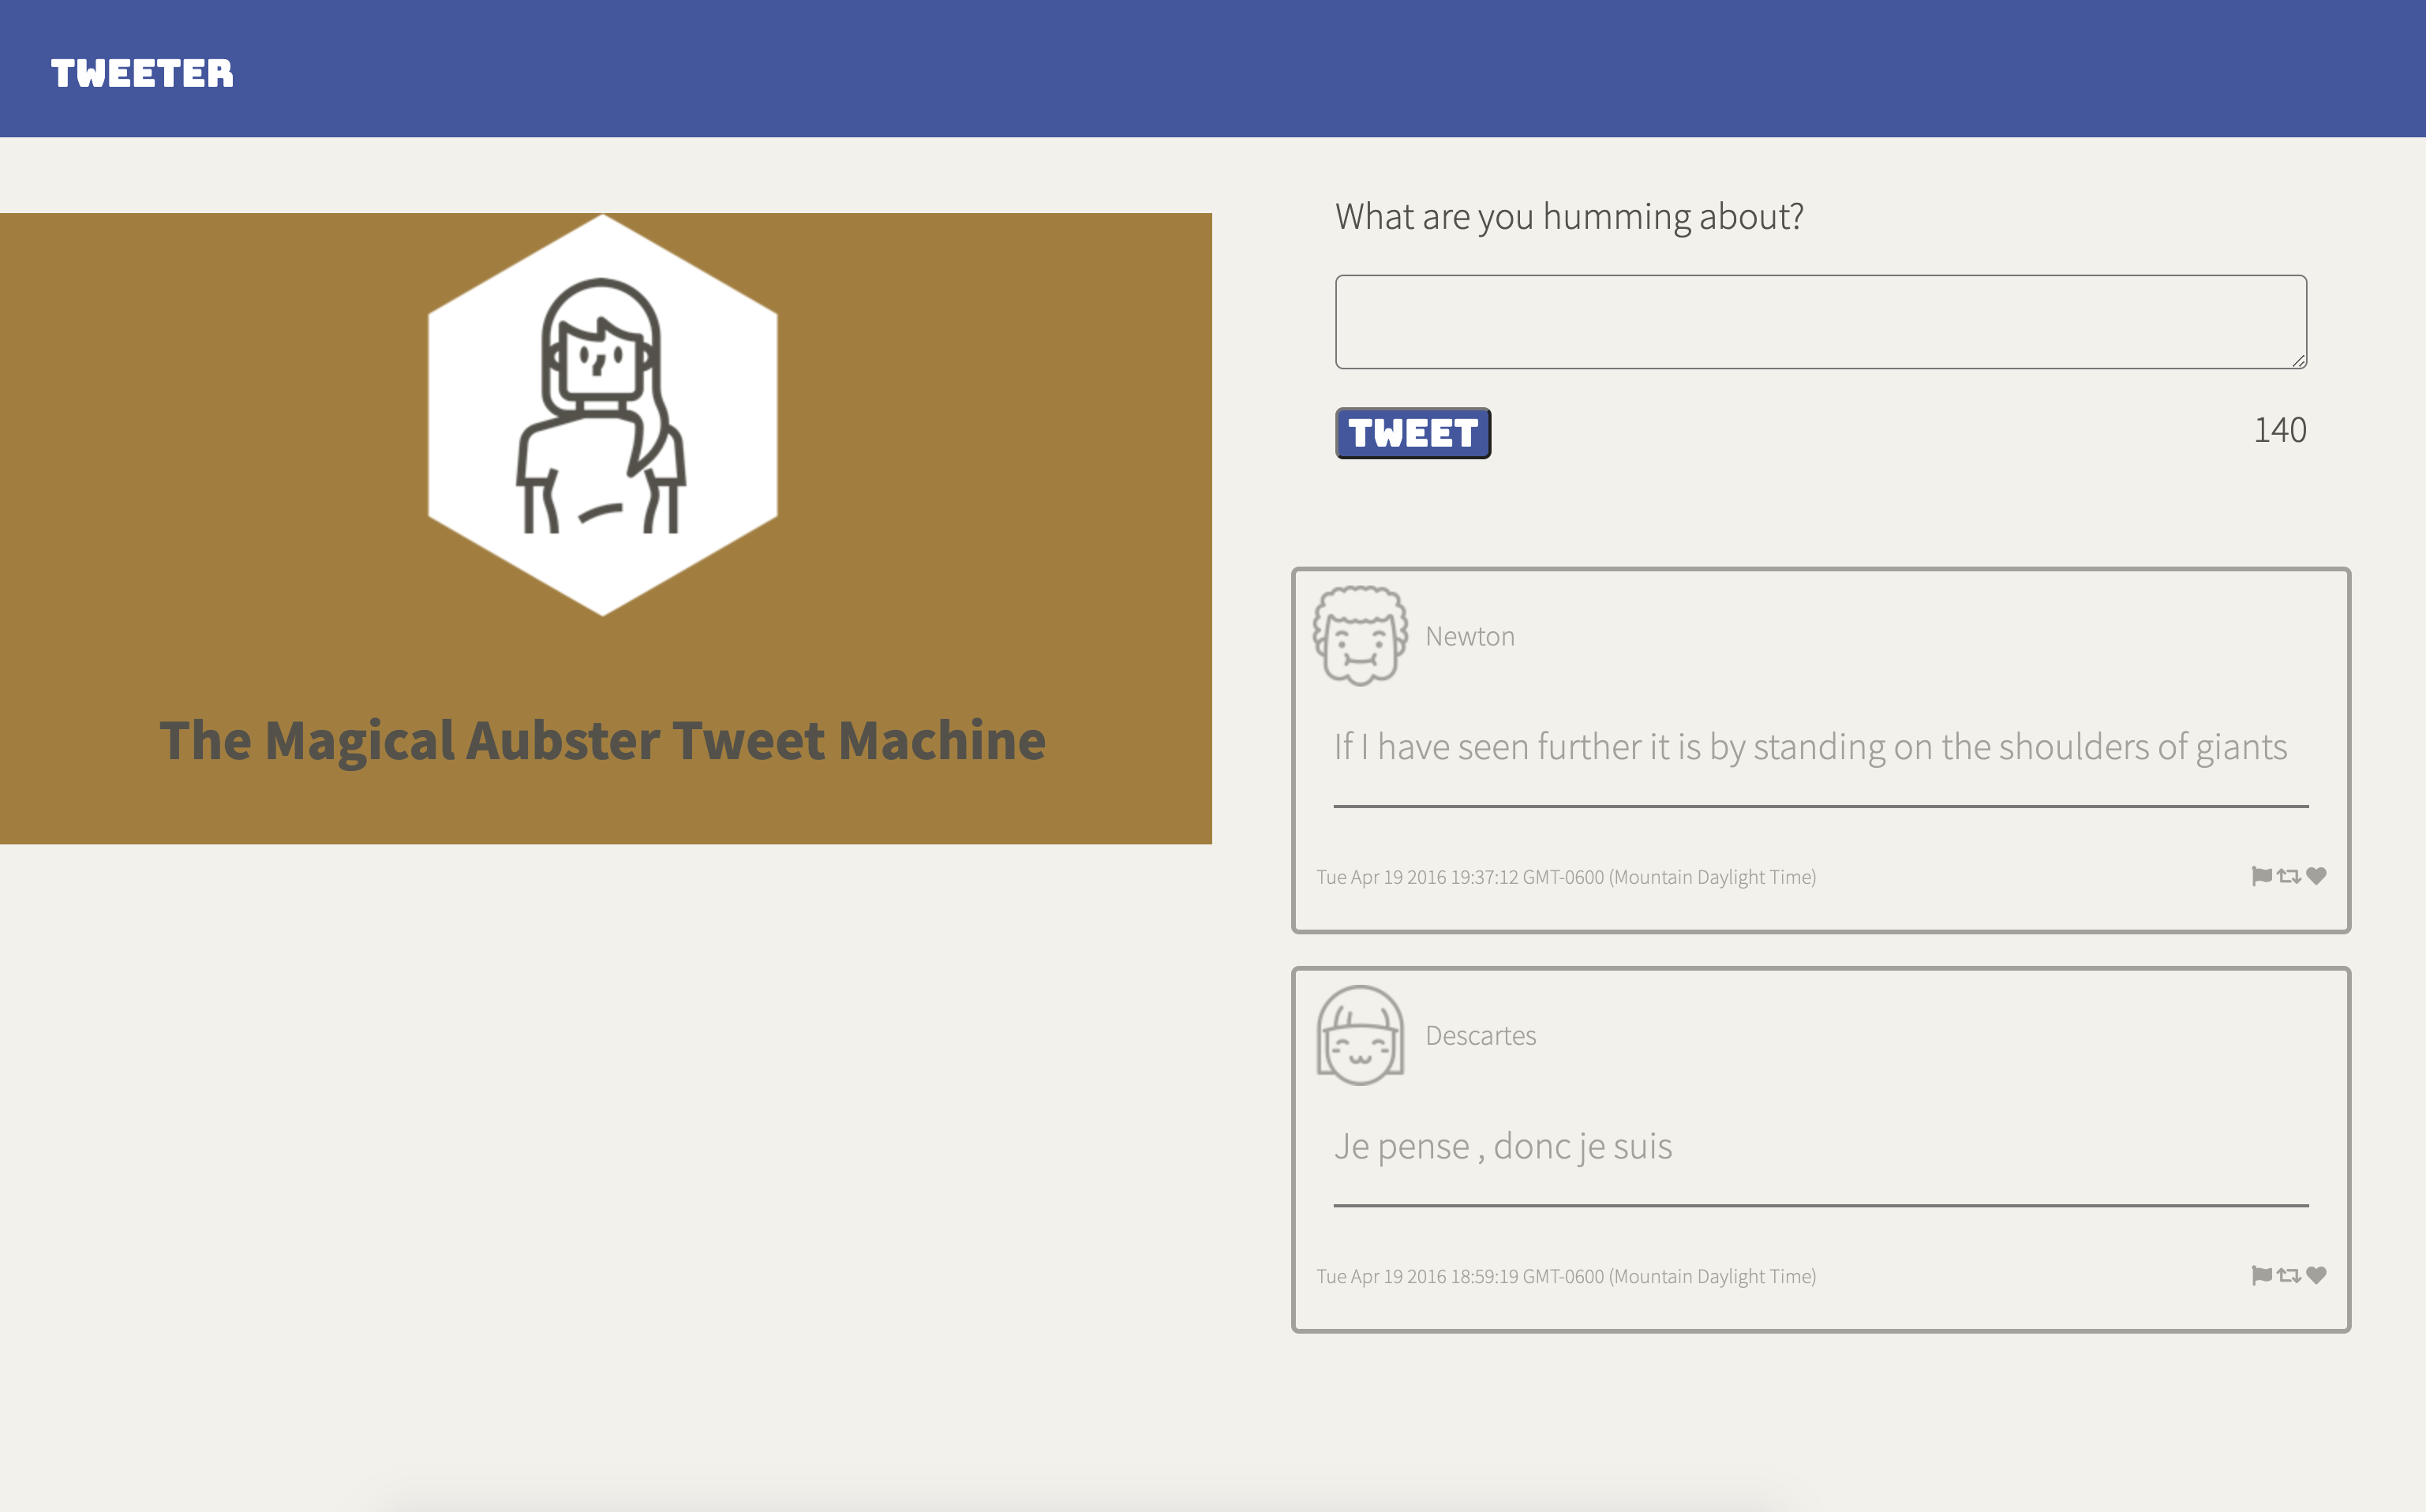 TWEETER
The Magical Aubster Tweet Machine
What are you humming about?
TWEET
140
Newton
If I have seen further it is by standing on the shoulders of giants
Tue Apr 19 2016 19:37:12 GMT-0600 (Mountain Daylight Time)
Descartes
Je pense , donc je suis
Tue Apr 19 2016 18:59:19 GMT-0600 (Mountain Daylight Time)